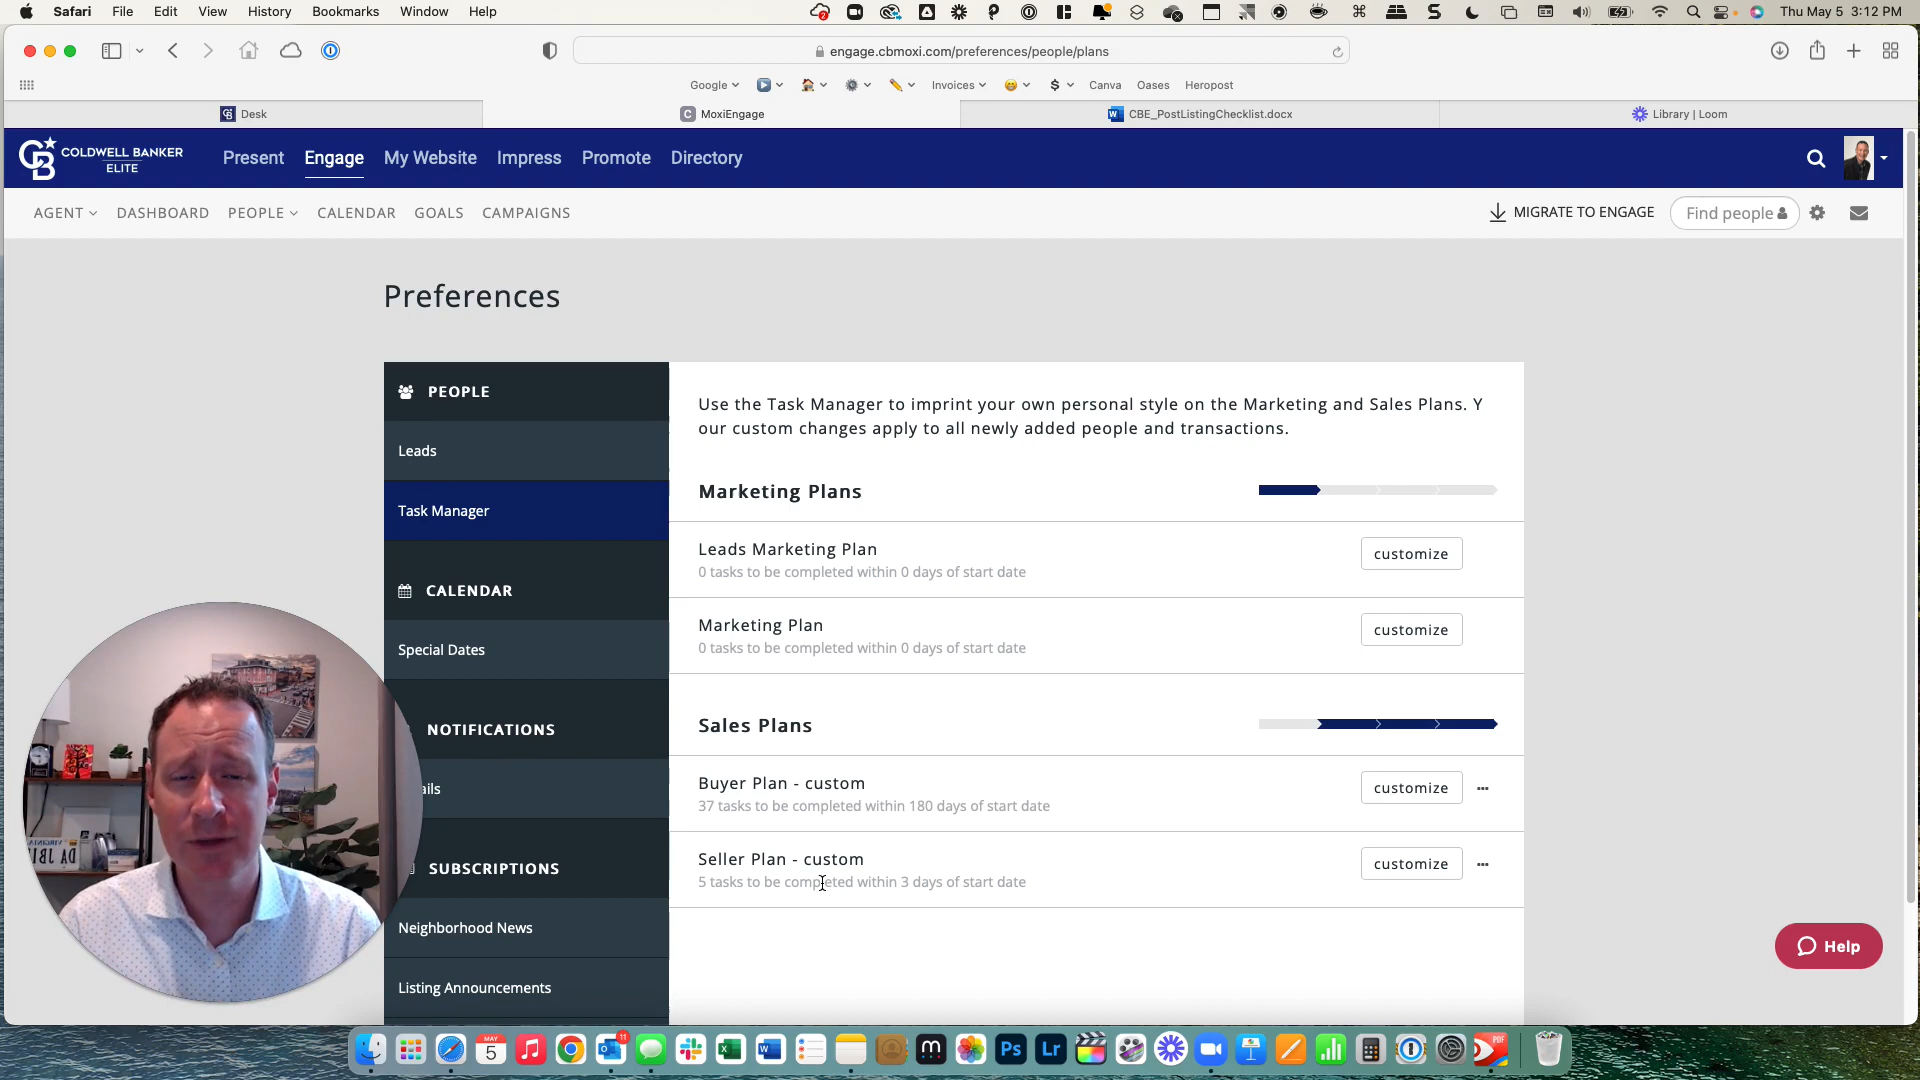 Safari File Edit View History Bookmarks Window Help
Thu May 5 3:12 PM
engage.cbmoxi.com/preferences/people/plans
Google Invoices $ Canva Oases Heropost
Desk
MoxiEngage
CBE_PostListingChecklist.docx
Library | Loom
COLDWELL BANKER
ELITE
Present Engage My Website Impress Promote Directory
AGENT DASHBOARD PEOPLE CALENDAR GOALS CAMPAIGNS
MIGRATE TO ENGAGE
Find people
Preferences
PEOPLE
Leads
Task Manager
CALENDAR
Special Dates
NOTIFICATIONS
ails
SUBSCRIPTIONS
Neighborhood News
Listing Announcements
Use the Task Manager to imprint your own personal style on the Marketing and Sales Plans. Y
our custom changes apply to all newly added people and transactions.
Marketing Plans
Leads Marketing Plan
0 tasks to be completed within 0 days of start date
customize
Marketing Plan
0 tasks to be completed within 0 days of start date
customize
Sales Plans
Buyer Plan - custom
37 tasks to be completed within 180 days of start date
customize
Seller Plan - custom
5 tasks to be completed within 3 days of start date
customize
Help
MAY
5
11
Ps
Lr
PDF